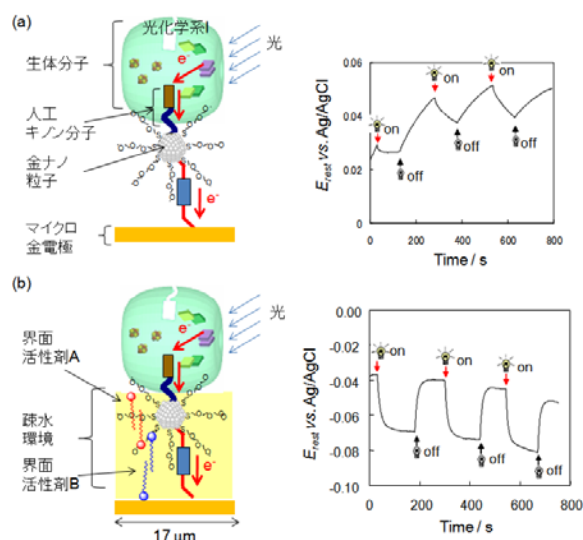 (a)
光化学系I
光
e⁻
生体分子
人工
キノン分子
金ナノ
粒子
e⁻
マイクロ
金電極
E_rest vs. Ag/AgCl
0.06
0.04
0.02
0.00
on
on
on
off
off
off
0 200 400 600 800
Time / s
(b)
光
e⁻
界面
活性剤A
疎水
環境
界面
活性剤B
e⁻
17 μm
E_rest vs. Ag/AgCl
-0.00
-0.02
-0.04
-0.06
-0.08
-0.10
on
on
on
off
off
off
0 200 400 600 800
Time / s